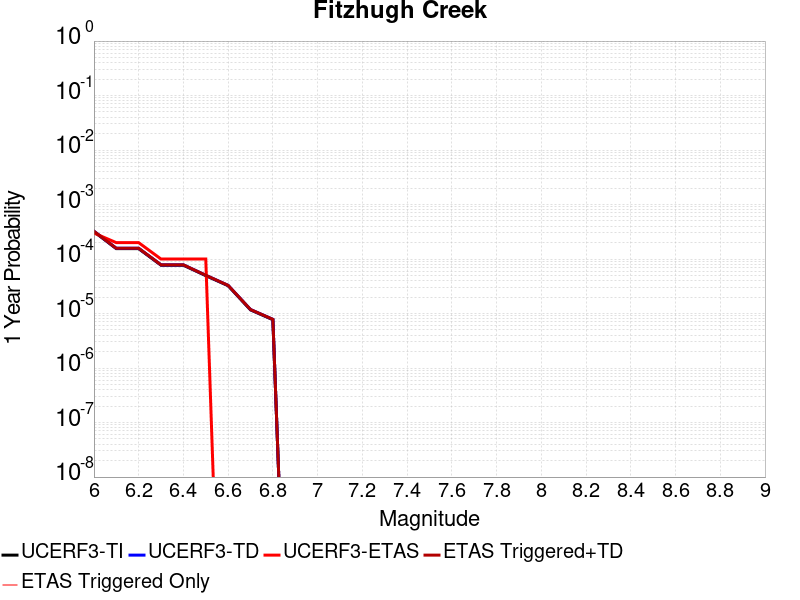 Fitzhugh Creek
10^0
10^-1
10^-2
10^-3
10^-4
10^-5
10^-6
10^-7
10^-8
1 Year Probability
6 6.2 6.4 6.6 6.8 7 7.2 7.4 7.6 7.8 8 8.2 8.4 8.6 8.8 9
Magnitude
UCERF3-TI UCERF3-TD UCERF3-ETAS ETAS Triggered+TD
ETAS Triggered Only